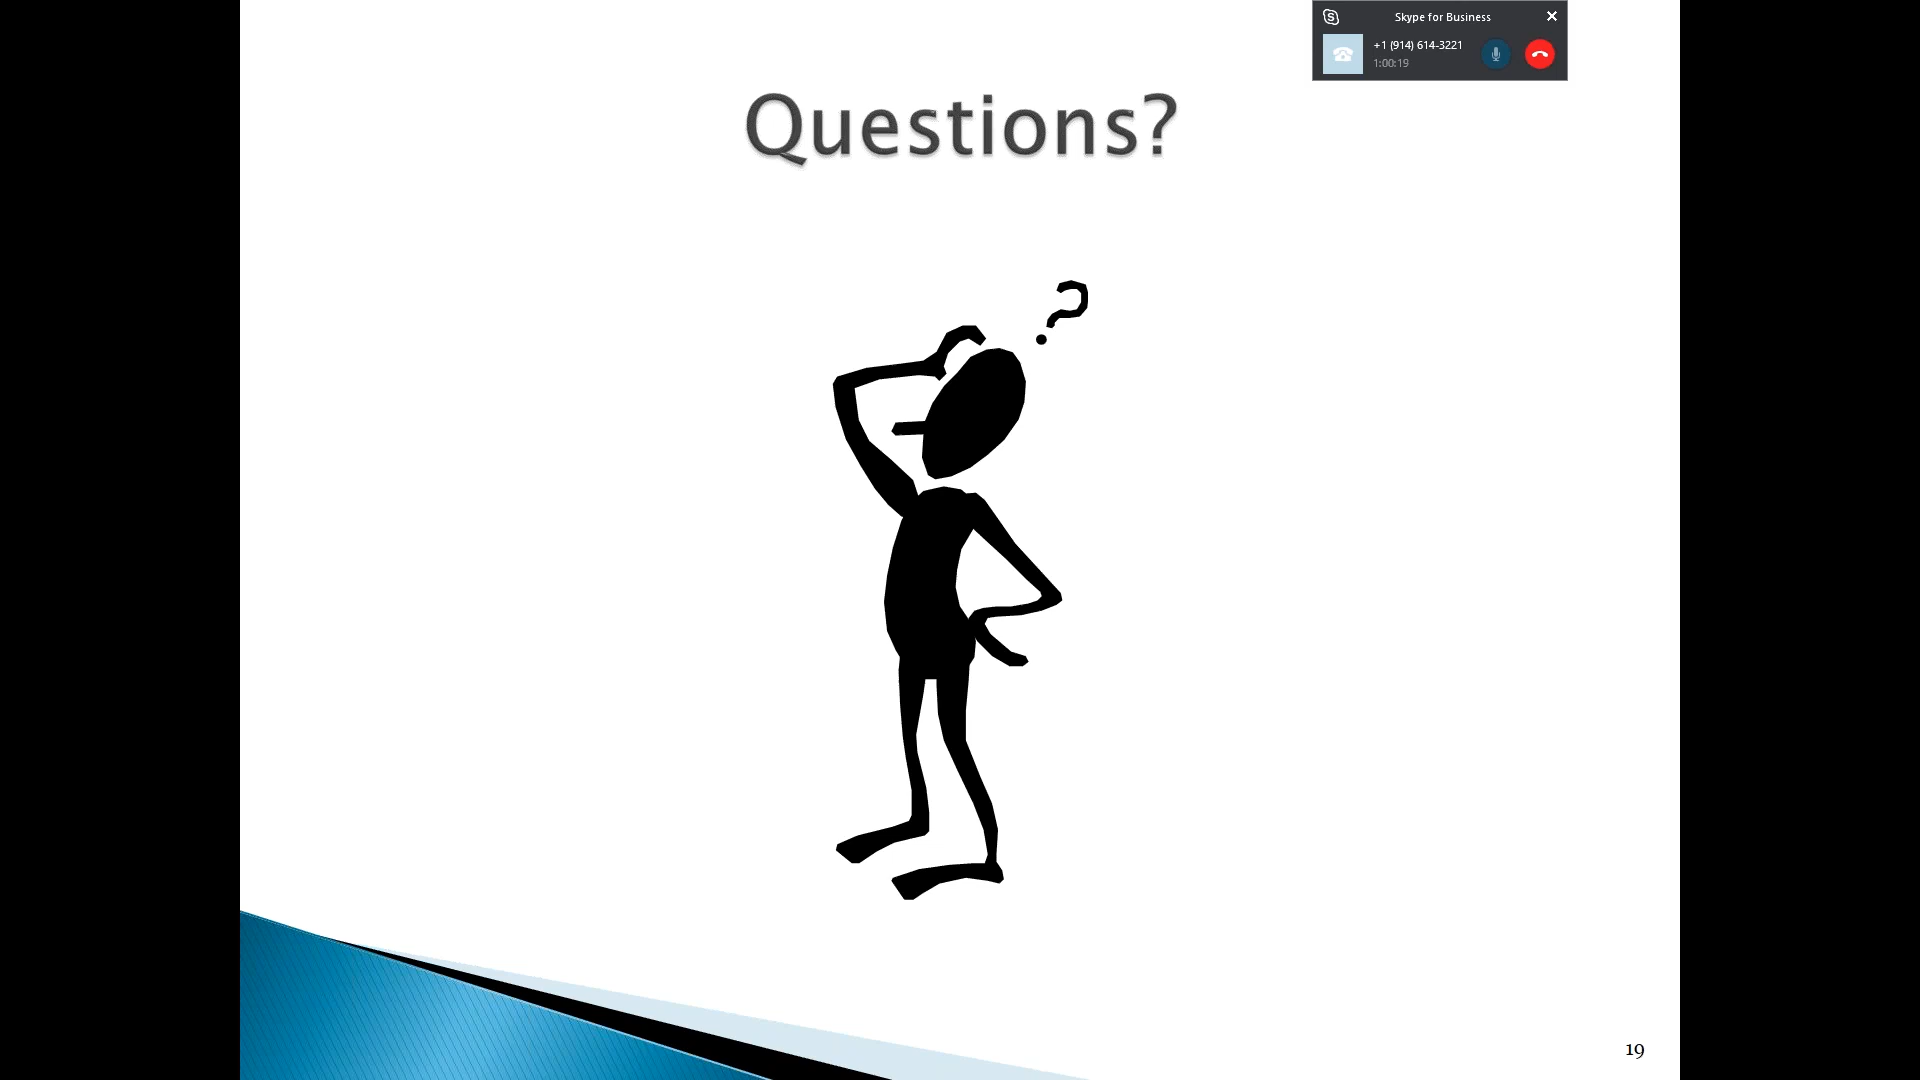 Skype for Business
+1 (914) 614-3221
1:00:19
Questions?
?
19